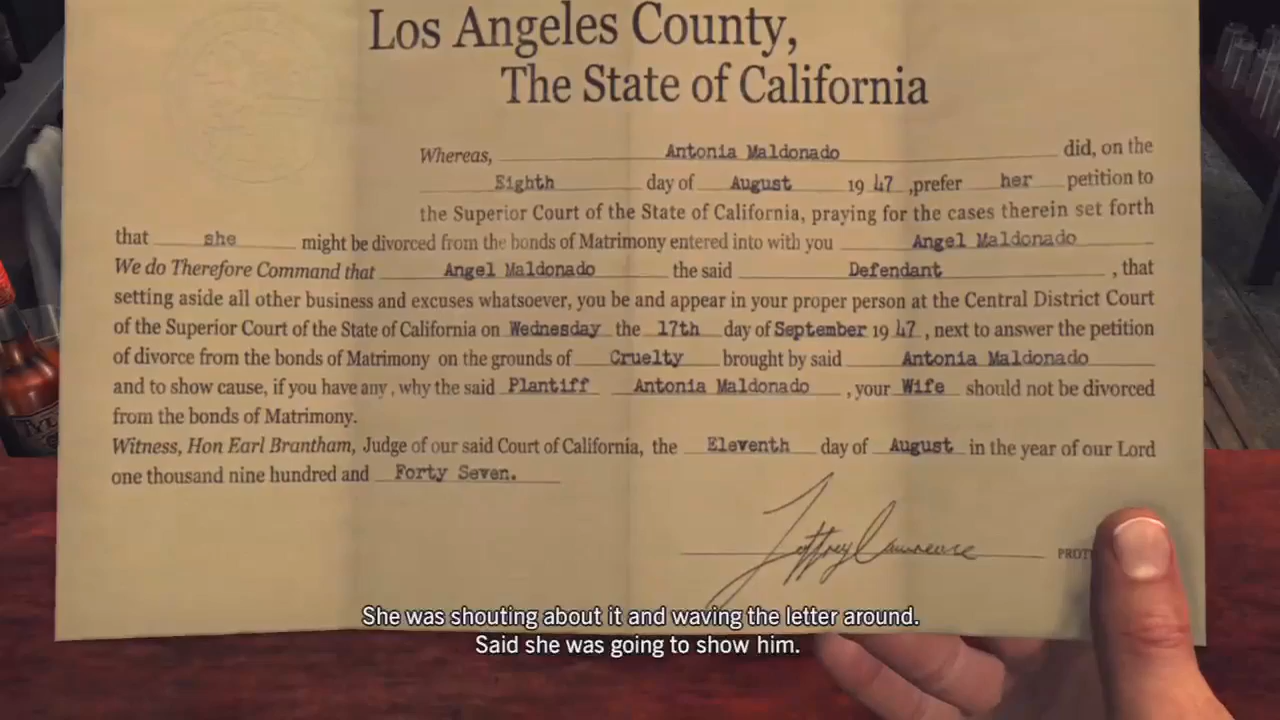 Los Angeles County,
The State of California
Whereas, Antonia Maldonado did, on the
Eighth day of August 19 47 ,prefer her petition to
the Superior Court of the State of California, praying for the cases therein set forth
that she might be divorced from the bonds of Matrimony entered into with you Angel Maldonado
We do Therefore Command that Angel Maldonado the said Defendant , that
setting aside all other business and excuses whatsoever, you be and appear in your proper person at the Central District Court
of the Superior Court of the State of California on Wednesday the 17th day of September 19 47 , next to answer the petition
of divorce from the bonds of Matrimony on the grounds of Cruelty brought by said Antonia Maldonado
and to show cause, if you have any, why the said Plantiff Antonia Maldonado , your Wife should not be divorced
from the bonds of Matrimony.
Witness, Hon Earl Brantham, Judge of our said Court of California, the Eleventh day of August in the year of our Lord
one thousand nine hundred and Forty Seven.
Jeffrey Lawrence
PROT
She was shouting about it and waving the letter around.
Said she was going to show him.